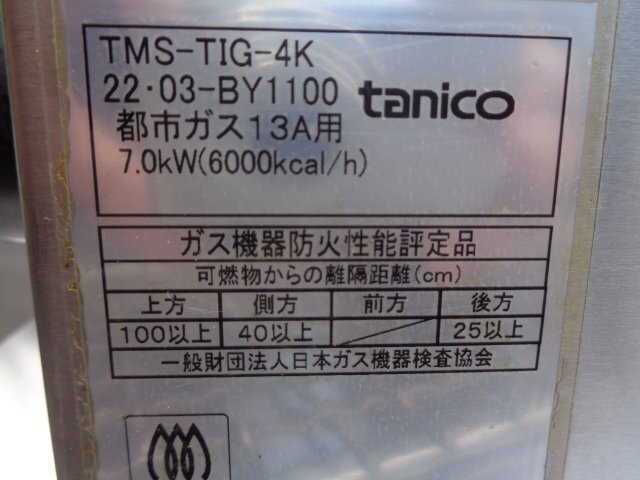 TMS-TIG-4K
22・03-BY1100
tanico
都市ガス13A用
7.0kW(6000kcal/h)
ガス機器防火性能評定品
可燃物からの離隔距離(cm)
上方 側方 前方 後方
100以上 40以上 25以上
一般財団法人日本ガス機器検査協会